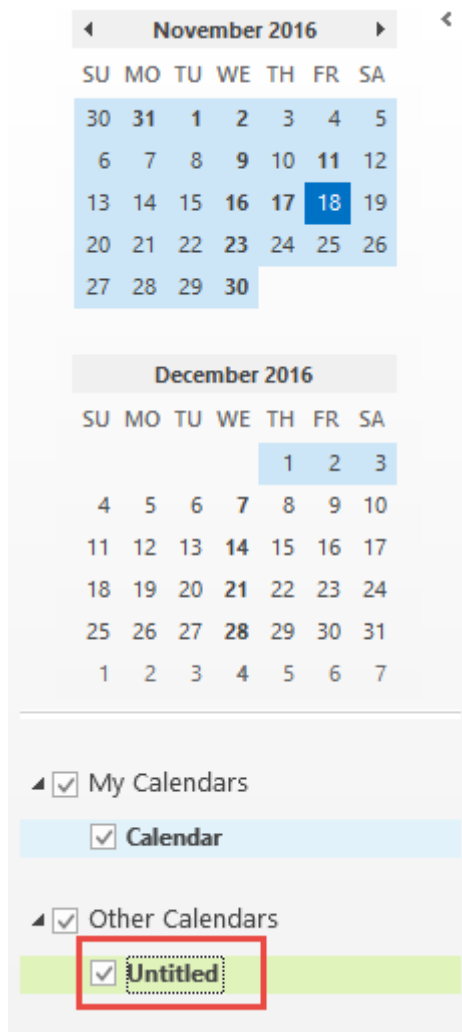 November 2016
SU MO TU WE TH FR SA
30 31 1 2 3 4 5
6 7 8 9 10 11 12
13 14 15 16 17 18 19
20 21 22 23 24 25 26
27 28 29 30
December 2016
SU MO TU WE TH FR SA
1 2 3
4 5 6 7 8 9 10
11 12 13 14 15 16 17
18 19 20 21 22 23 24
25 26 27 28 29 30 31
1 2 3 4 5 6 7
My Calendars
Calendar
Other Calendars
Untitled